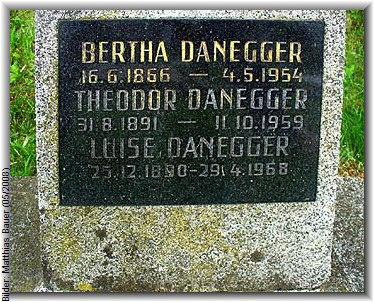 BERTHA DANEGGER
16.6.1866 — 4.5.1954
THEODOR DANEGGER
31.8.1891 — 11.10.1959
LUISE DANEGGER
25.12.1890-29.4.1968
Bilder: Matthias Bauer (05/2008)